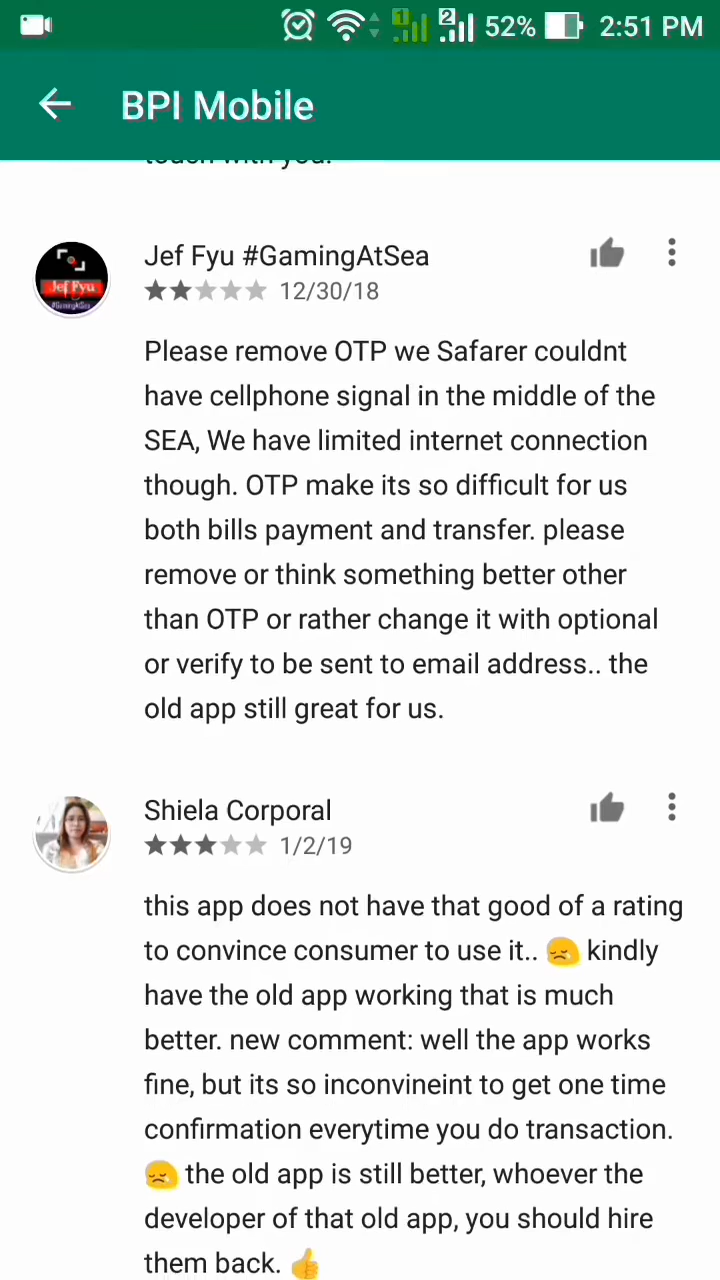 1 2 52% 2:51 PM
BPI Mobile
touch with you.
Jef Fyu #GamingAtSea
Jef Fyu
#GamingAtSea
12/30/18
Please remove OTP we Safarer couldnt
have cellphone signal in the middle of the
SEA, We have limited internet connection
though. OTP make its so difficult for us
both bills payment and transfer. please
remove or think something better other
than OTP or rather change it with optional
or verify to be sent to email address.. the
old app still great for us.
Shiela Corporal
1/2/19
this app does not have that good of a rating
to convince consumer to use it.. 😢 kindly
have the old app working that is much
better. new comment: well the app works
fine, but its so inconvineint to get one time
confirmation everytime you do transaction.
😢 the old app is still better, whoever the
developer of that old app, you should hire
them back. 👍